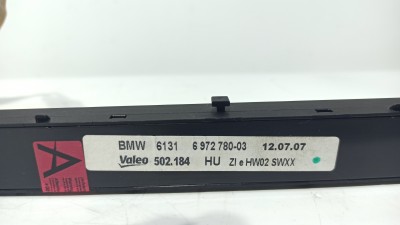 A
BMW 6131 6 972 780-03 12.07.07
Valeo 502.184 HU ZI e HW02 SWXX